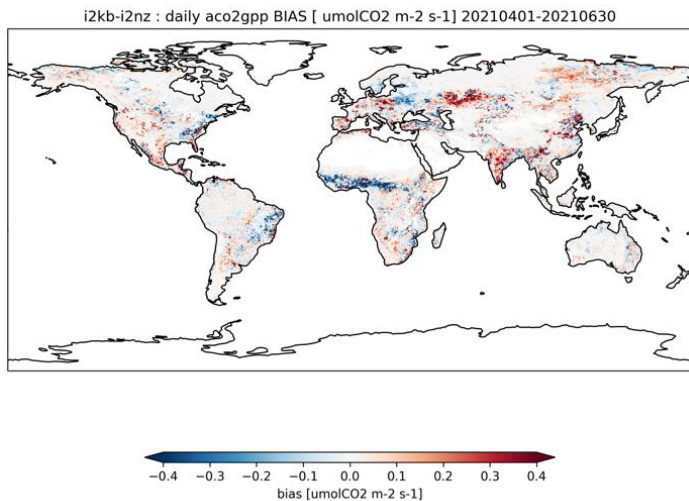 i2kb-i2nz : daily aco2gpp BIAS [ umolCO2 m-2 s-1] 20210401-20210630
−0.4 −0.3 −0.2 −0.1 0.0 0.1 0.2 0.3 0.4
bias [umolCO2 m-2 s-1]